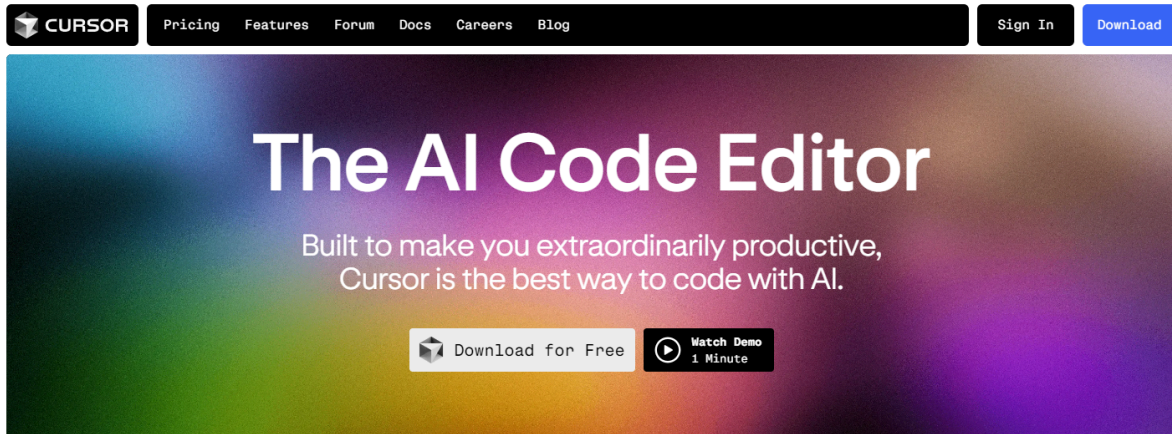 CURSOR
Pricing Features Forum Docs Careers Blog
Sign In
Download
The AI Code Editor
Built to make you extraordinarily productive,
Cursor is the best way to code with AI.
Download for Free
Watch Demo
1 Minute